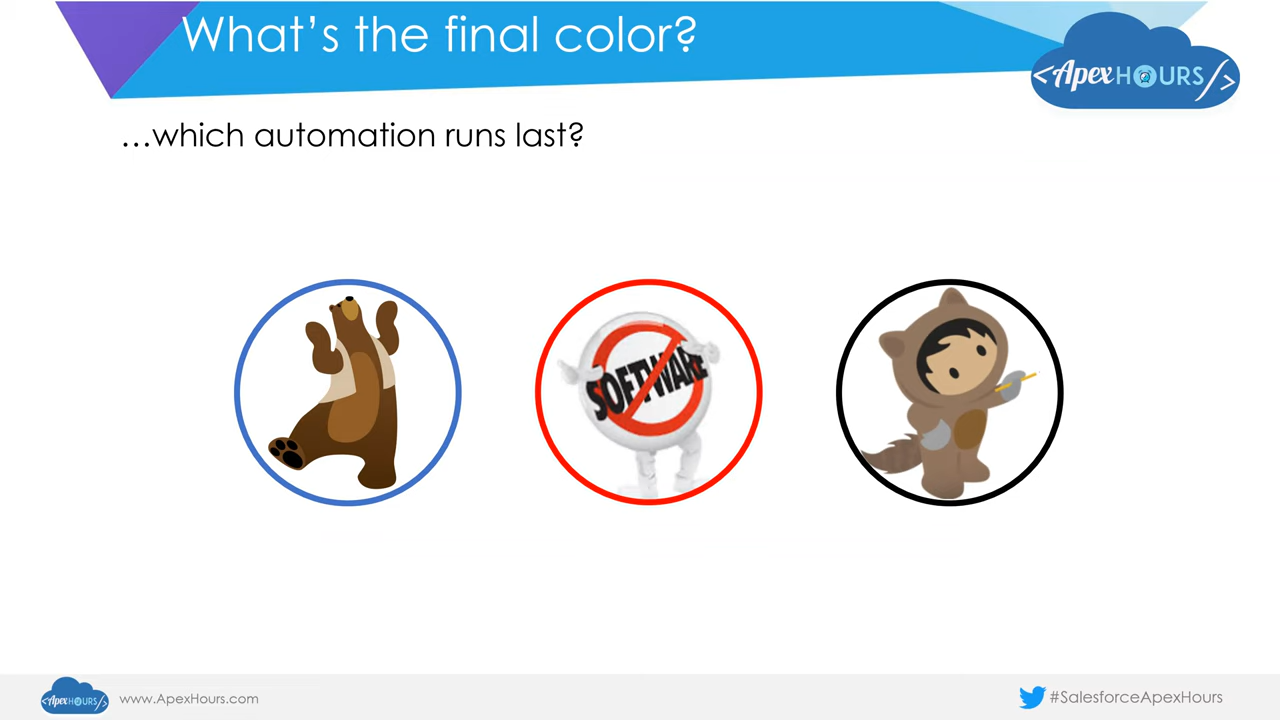 What's the final color?
<ApexHOURS/>
…which automation runs last?
SOFTWARE
<ApexHOURS/>
www.ApexHours.com
#SalesforceApexHours